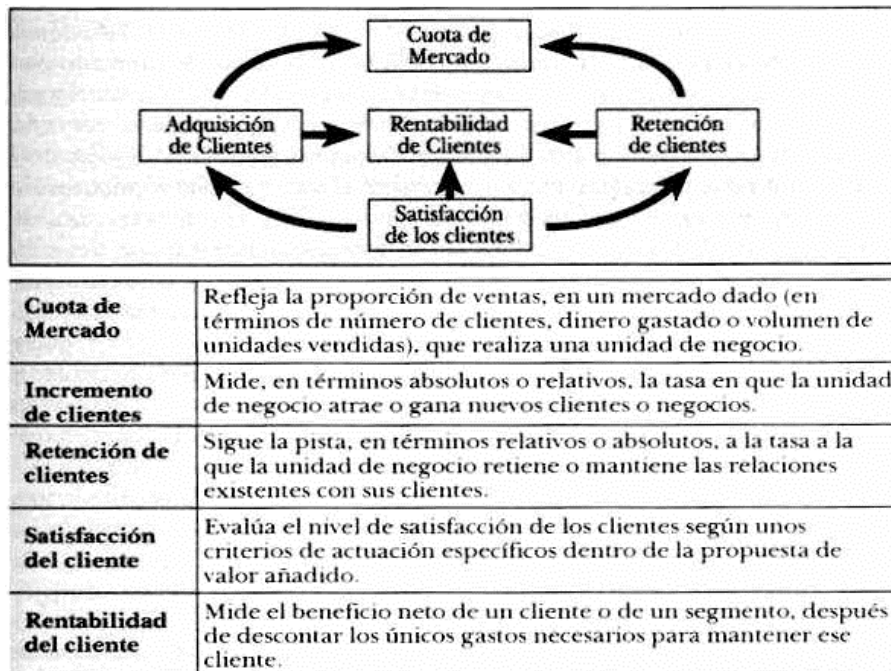 Cuota de
Mercado
Adquisición
de Clientes
Rentabilidad
de Clientes
Retención
de clientes
Satisfacción
de los clientes
Cuota de
Mercado
Refleja la proporción de ventas, en un mercado dado (en
términos de número de clientes, dinero gastado o volumen de
unidades vendidas), que realiza una unidad de negocio.
Incremento
de clientes
Mide, en términos absolutos o relativos, la tasa en que la unidad
de negocio atrae o gana nuevos clientes o negocios.
Retención de
clientes
Sigue la pista, en términos relativos o absolutos, a la tasa a la
que la unidad de negocio retiene o mantiene las relaciones
existentes con sus clientes.
Satisfacción
del cliente
Evalúa el nivel de satisfacción de los clientes según unos
criterios de actuación específicos dentro de la propuesta de
valor añadido.
Rentabilidad
del cliente
Mide el beneficio neto de un cliente o de un segmento, después
de descontar los únicos gastos necesarios para mantener ese
cliente.